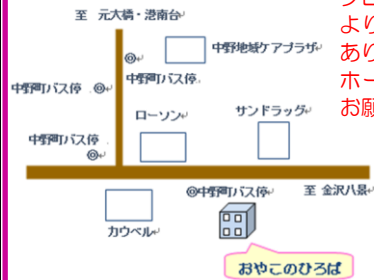 至 元大橋・港南台
中野地域ケアプラザ
中野町バス停
中野町バス停
ローソン
サンドラッグ
中野町バス停
中野町バス停
至 金沢八景
カウベル
おやこのひろば
より
あり
ホー
お願